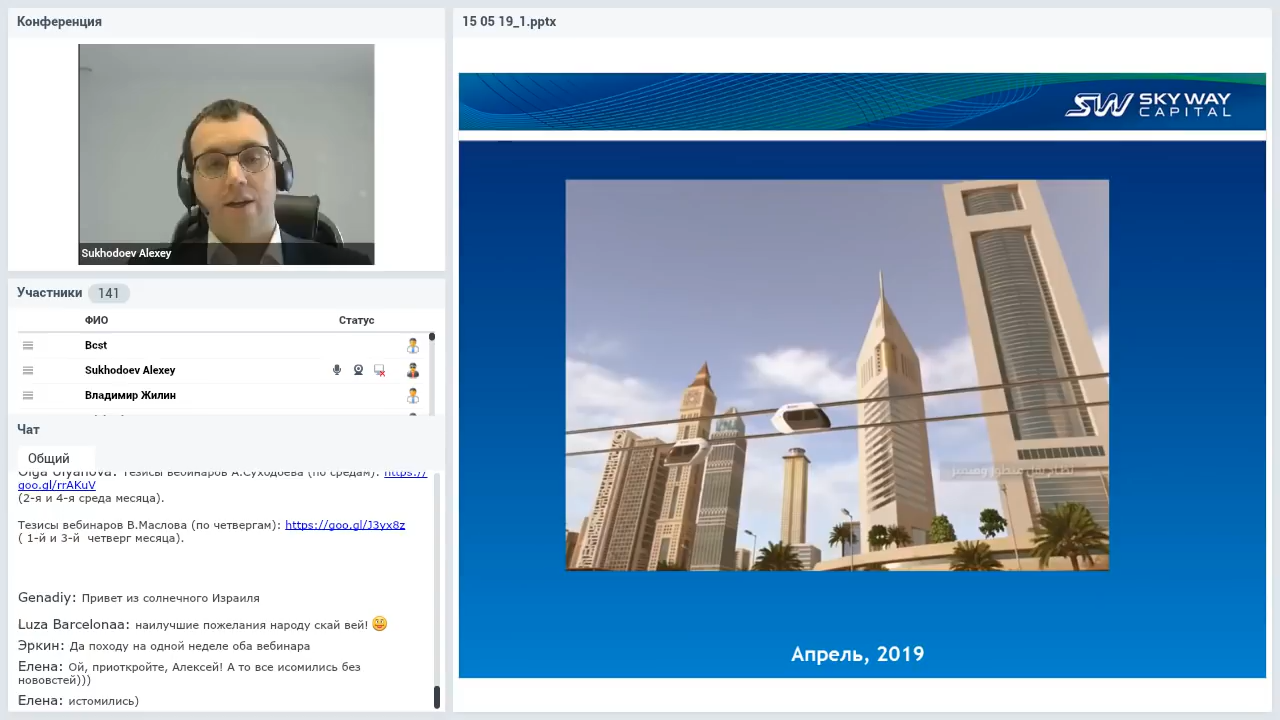 Конференция
Sukhodoev Alexey
Участники 141
ФИО Статус
Bcst
Sukhodoev Alexey
Владимир Жилин
Чат
Общий
Olga Ulyanova: Тезисы вебинаров А.Суходоева (по средам): https://
goo.gl/rrAKuV
(2-я и 4-я среда месяца).
Тезисы вебинаров В.Маслова (по четвергам): https://goo.gl/J3yx8z
( 1-й и 3-й четверг месяца).
Genadiy: Привет из солнечного Израиля
Luza Barcelonaa: наилучшие пожелания народу скай вей!
Эркин: Да походу на одной неделе оба вебинара
Елена: Ой, приоткройте, Алексей! А то все исомились без
нововстей)))
Елена: истомились)
15 05 19_1.pptx
SW SKY WAY
CAPITAL
Апрель, 2019